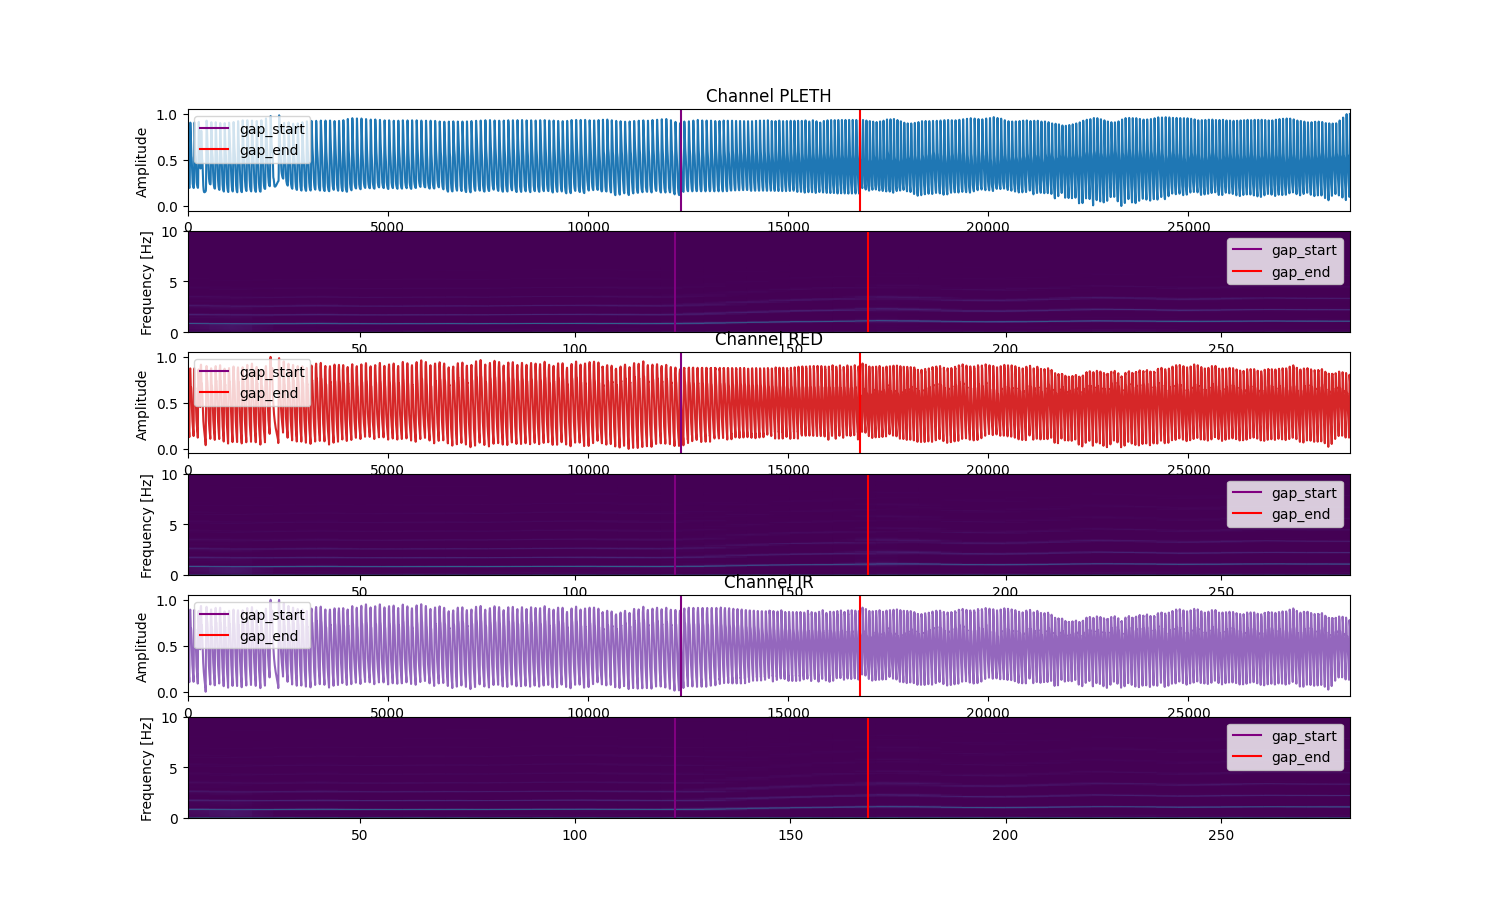 Channel PLETH
Amplitude
1.0
0.5
0.0
gap_start
gap_end
0 5000 10000 15000 20000 25000
Frequency [Hz]
10
5
0
gap_start
gap_end
50 100 150 200 250
Channel RED
Amplitude
1.0
0.5
0.0
gap_start
gap_end
0 5000 10000 15000 20000 25000
Frequency [Hz]
10
5
0
gap_start
gap_end
50 100 150 200 250
Channel IR
Amplitude
1.0
0.5
0.0
gap_start
gap_end
0 5000 10000 15000 20000 25000
Frequency [Hz]
10
5
0
gap_start
gap_end
50 100 150 200 250